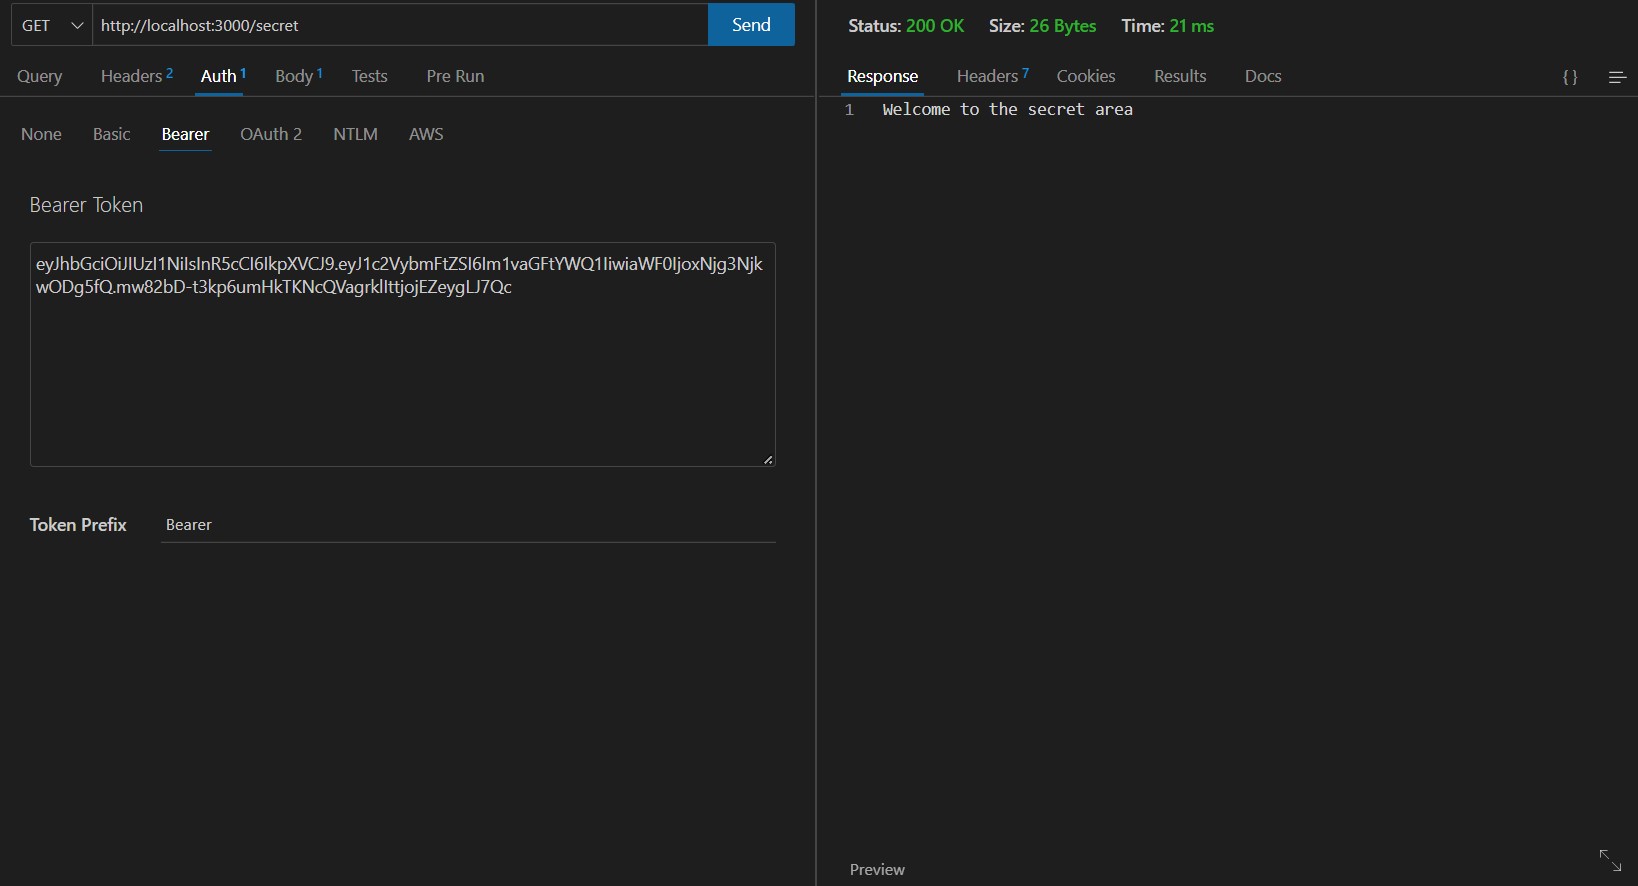 GET http://localhost:3000/secret Send
Query Headers 2 Auth 1 Body 1 Tests Pre Run
None Basic Bearer OAuth 2 NTLM AWS
Bearer Token
eyJhbGciOiJIUzI1NiIsInR5cCI6IkpXVCJ9.eyJ1c2VybmFtZSI6Im1vaGFtYWQ1IiwiaWF0IjoxNjg3Njk
wODg5fQ.mw82bD-t3kp6umHkTKNcQVagrklIttjojEZeygLJ7Qc
Token Prefix Bearer
Status: 200 OK Size: 26 Bytes Time: 21 ms
Response Headers 7 Cookies Results Docs {}
1 Welcome to the secret area
Preview